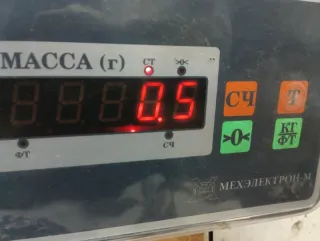 МАССА (г) СТ >0<
0.5
СЧ Т
>0< КГ ФТ
ФТ СЧ
МЕХЭЛЕКТРОН-М